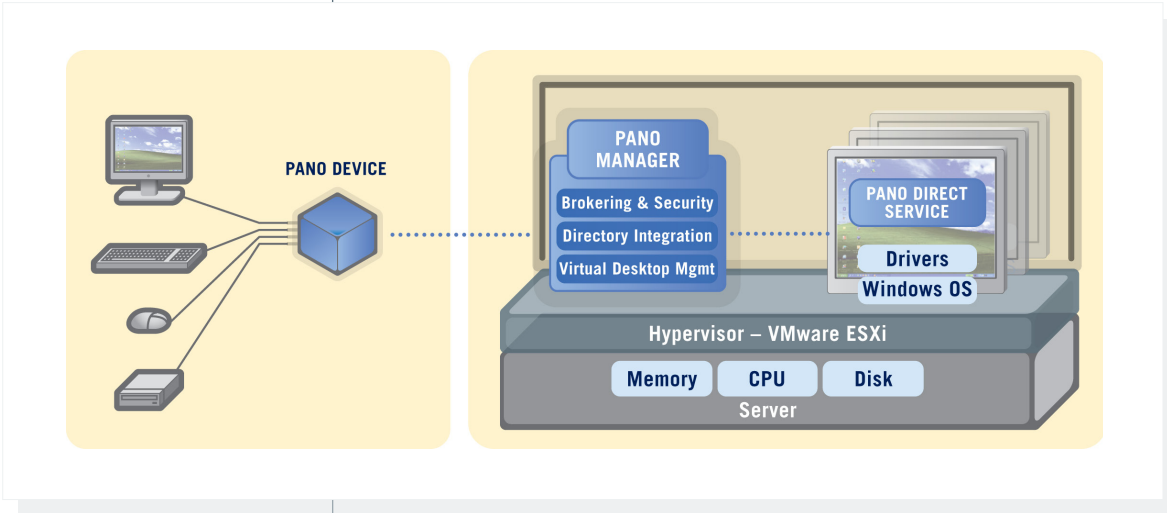 PANO DEVICE
PANO
MANAGER
Brokering & Security
Directory Integration
Virtual Desktop Mgmt
PANO DIRECT
SERVICE
Drivers
Windows OS
Hypervisor – VMware ESXi
Memory
CPU
Disk
Server